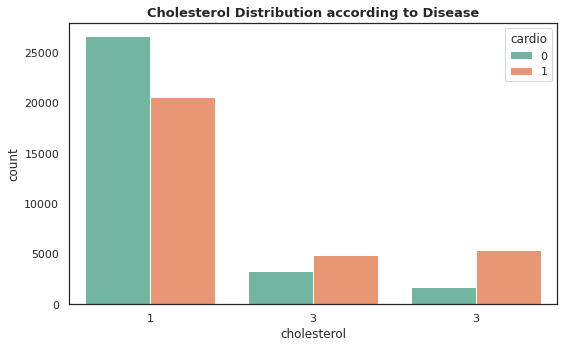 Cholesterol Distribution according to Disease
cardio
0
1
25000
20000
15000
10000
5000
0
count
1 3 3
cholesterol